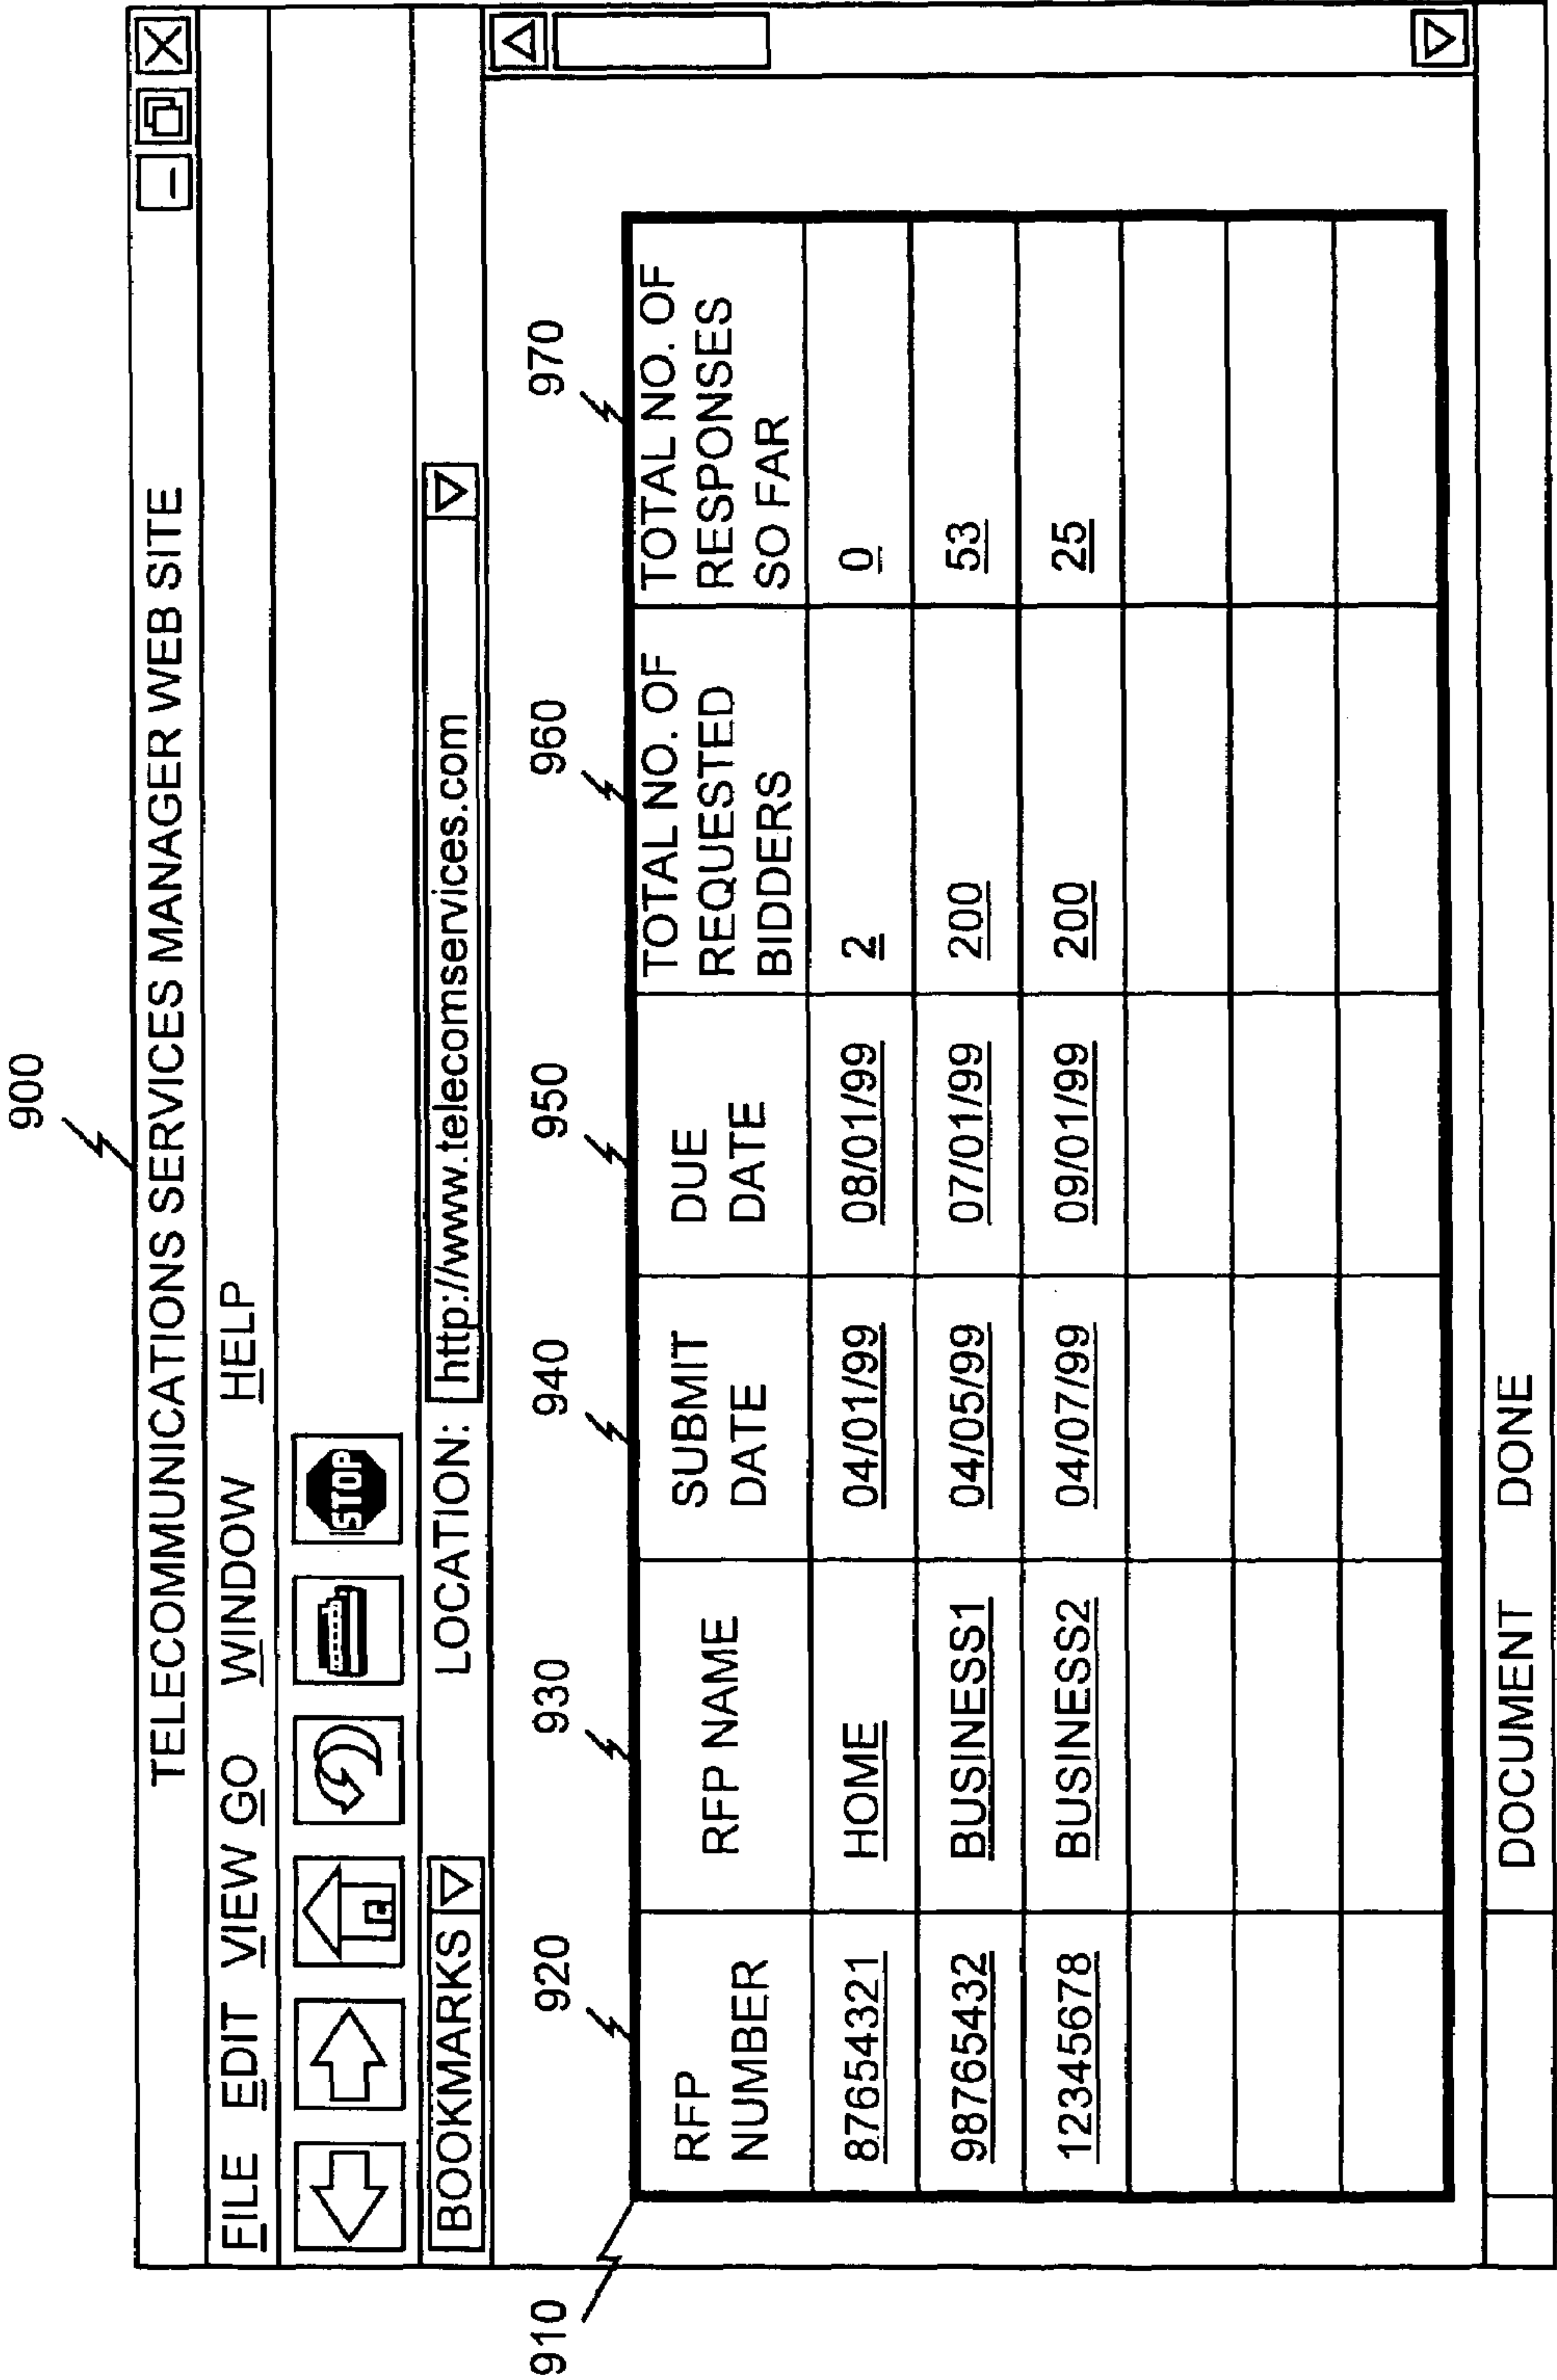 900
TELECOMMUNICATIONS SERVICES MANAGER WEB SITE
FILE EDIT VIEW GO WINDOW HELP
STOP
BOOKMARKS LOCATION: http://www.telecomservices.com
910 920 930 940 950 960 970
RFP NUMBER RFP NAME SUBMIT DATE DUE DATE TOTAL NO. OF REQUESTED BIDDERS TOTAL NO. OF RESPONSES SO FAR
87654321 HOME 04/01/99 08/01/99 2 0
98765432 BUSINESS1 04/05/99 07/01/99 200 53
12345678 BUSINESS2 04/07/99 09/01/99 200 25
DOCUMENT DONE